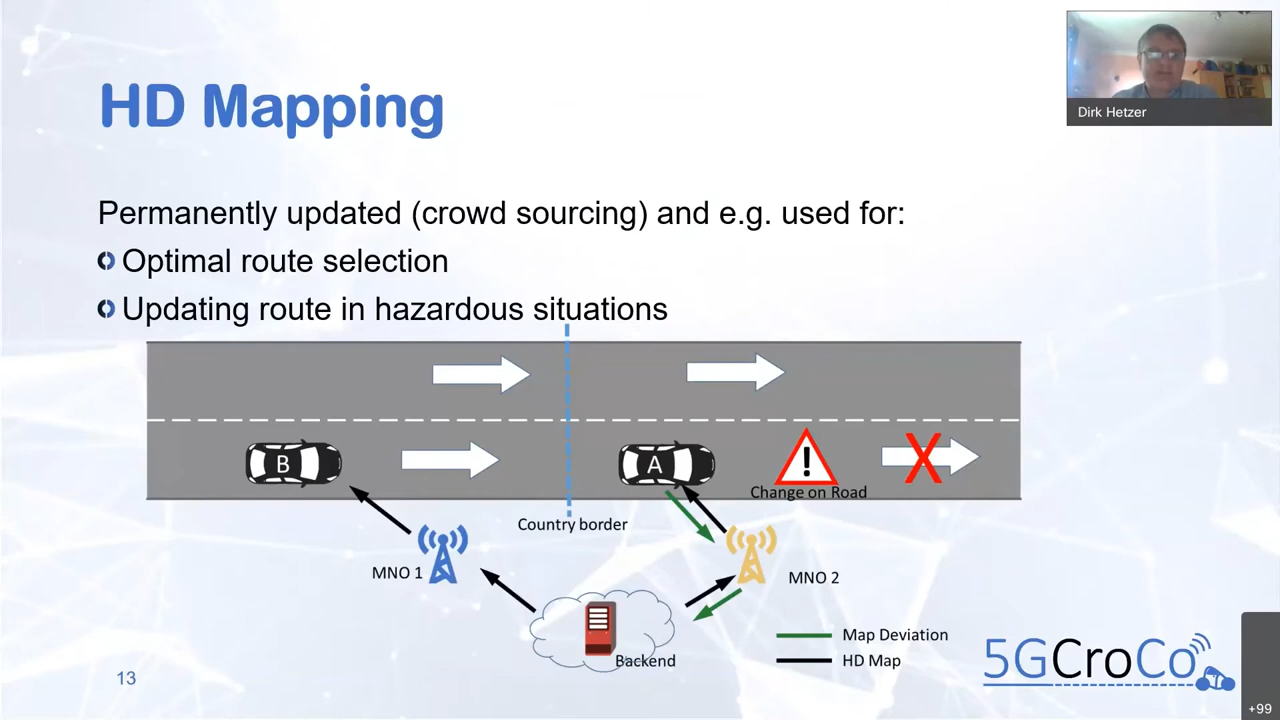 HD Mapping
Dirk Hetzer
Permanently updated (crowd sourcing) and e.g. used for:
Optimal route selection
Updating route in hazardous situations
B
A
!
X
Change on Road
Country border
MNO 1
MNO 2
Backend
Map Deviation
HD Map
5GCroCo
13
+99